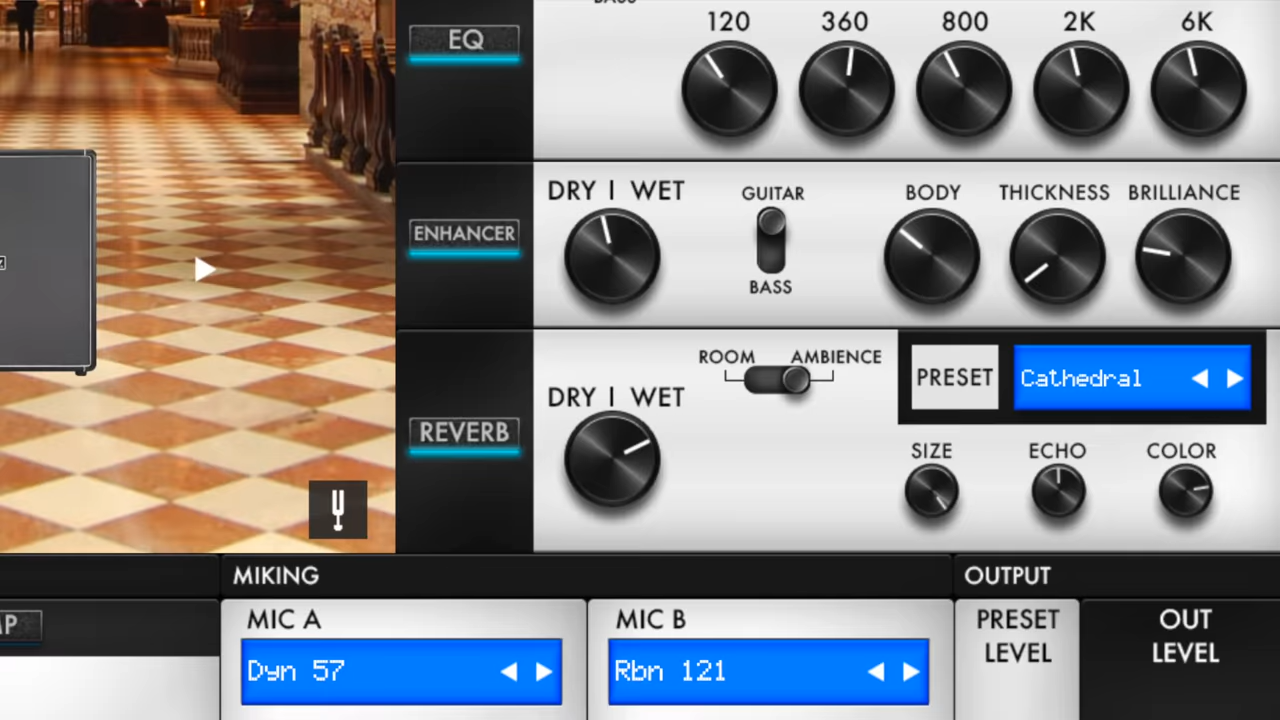 BASS
120 360 800 2K 6K
EQ
DRY | WET
GUITAR
BODY THICKNESS BRILLIANCE
ENHANCER
BASS
ROOM AMBIENCE
PRESET Cathedral
DRY | WET
REVERB
SIZE ECHO COLOR
MIKING
OUTPUT
MIC A
MIC B
PRESET
LEVEL
OUT
LEVEL
Dyn 57
Rbn 121